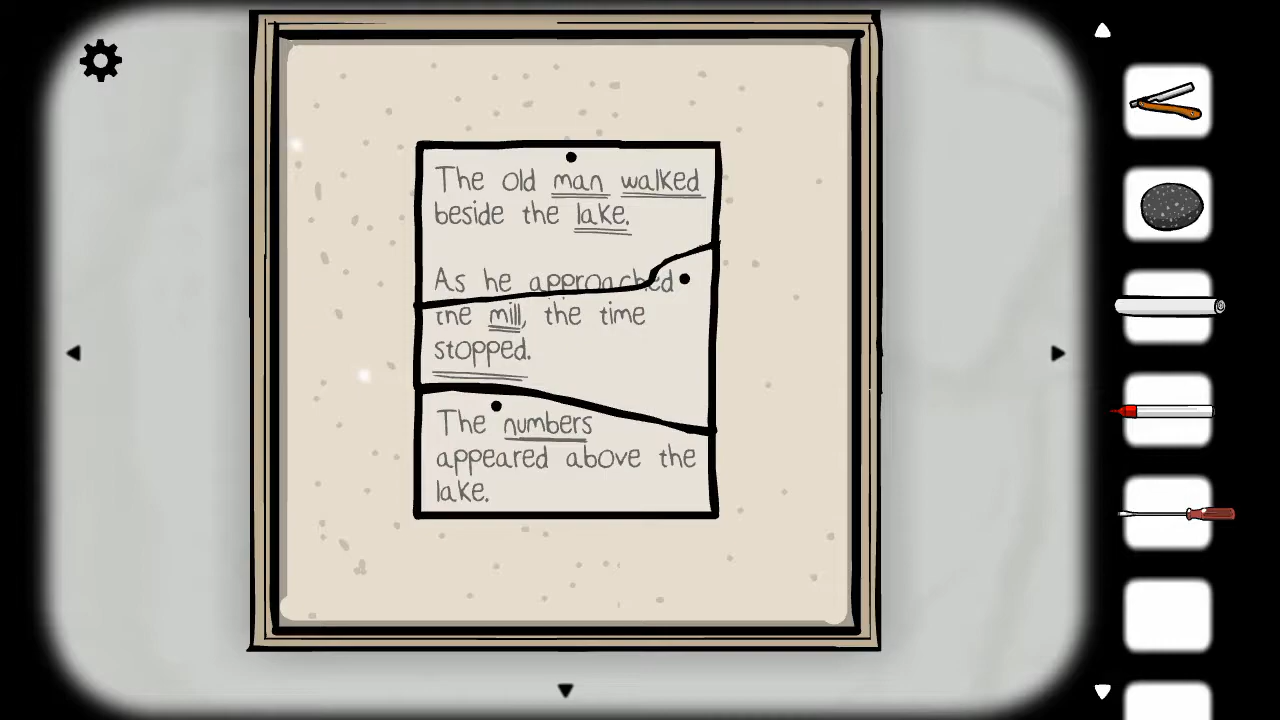 The old man walked
beside the lake.
As he approached
the mill, the time
stopped.
The numbers
appeared above the
lake.